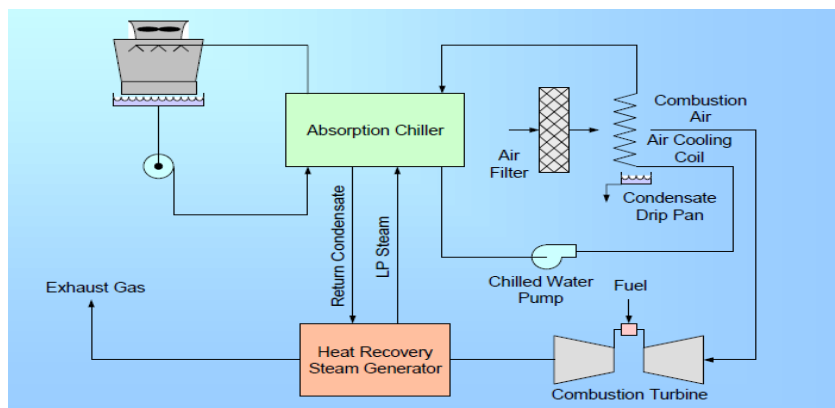 Absorption Chiller
Air
Filter
Combustion
Air
Air Cooling
Coil
Condensate
Drip Pan
Return Condensate
LP Steam
Chilled Water
Pump
Exhaust Gas
Fuel
Heat Recovery
Steam Generator
Combustion Turbine